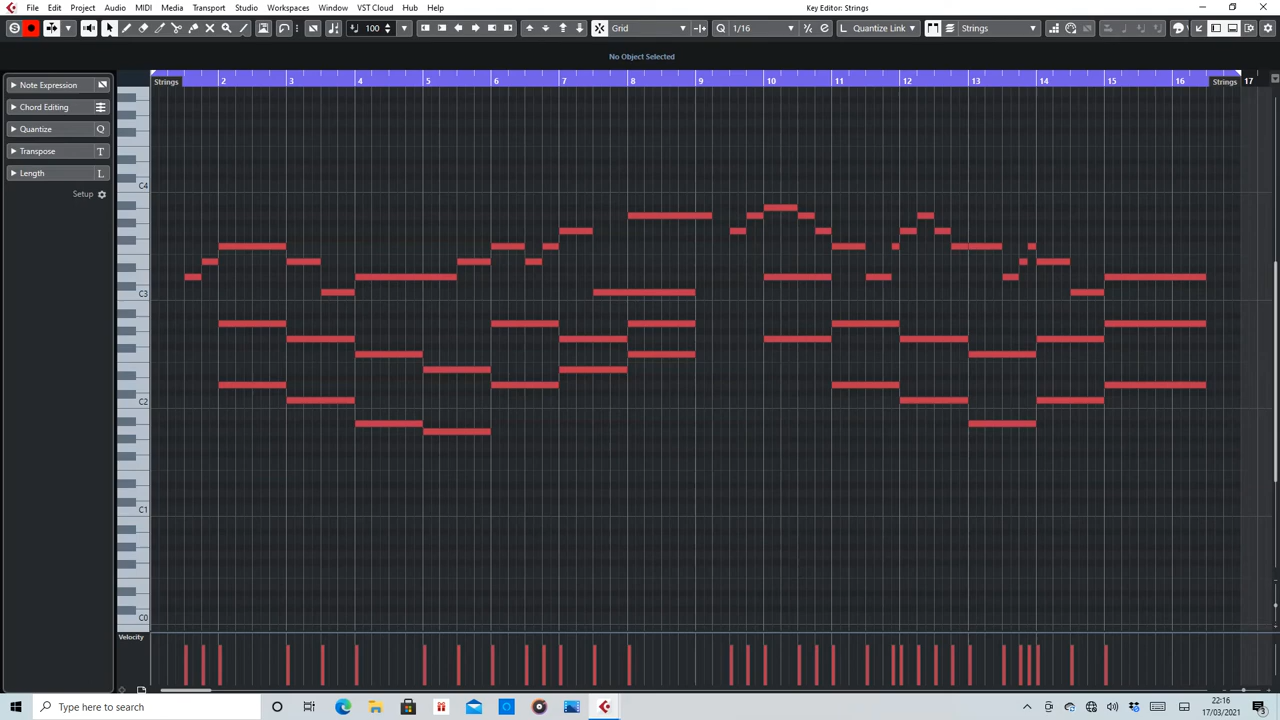 File Edit Project Audio MIDI Media Transport Studio Workspaces Window VST Cloud Hub Help
Key Editor: Strings
100 Grid Q 1/16 Quantize Link Strings
No Object Selected
Strings 2 3 4 5 6 7 8 9 10 11 12 13 14 15 16 Strings 17
Note Expression
Chord Editing
Quantize Q
Transpose T
Length L
Setup
C4
C3
C2
C1
C0
Velocity
Type here to search
22:16
17/03/2021
3